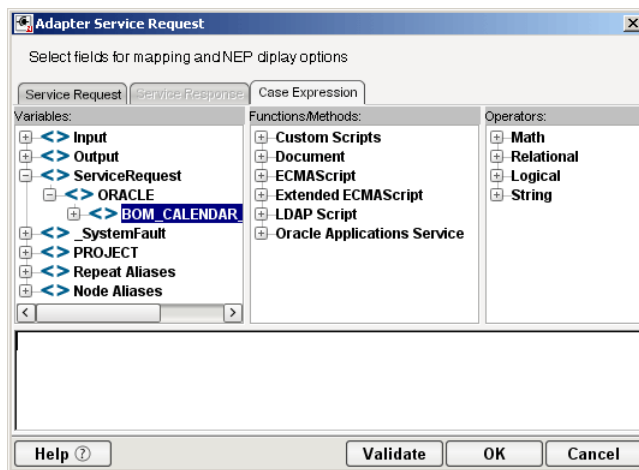 Adapter Service Request
Select fields for mapping and NEP diplay options
Service Request Service Response Case Expression
Variables: Functions/Methods: Operators:
<> Input
<> Output
<> ServiceRequest
<> ORACLE
<> BOM_CALENDAR_
<> _SystemFault
<> PROJECT
<> Repeat Aliases
<> Node Aliases
Custom Scripts
Document
ECMAScript
Extended ECMAScript
LDAP Script
Oracle Applications Service
Math
Relational
Logical
String
Help ? Validate OK Cancel